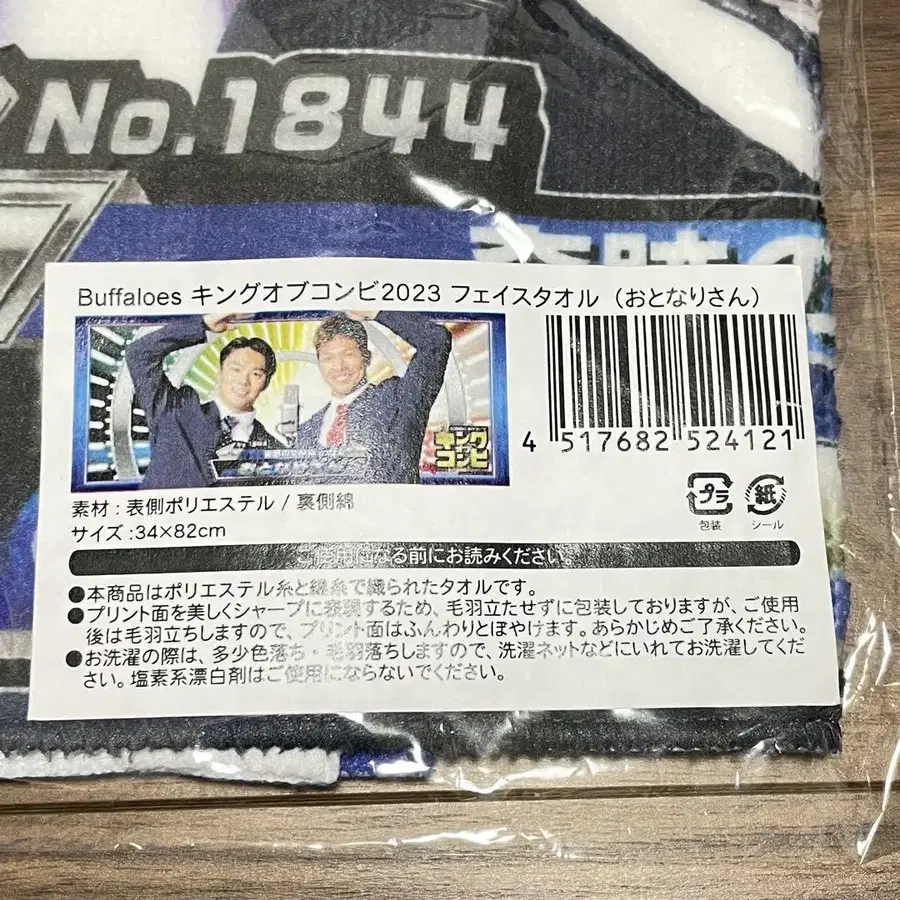 No.1844
Buffaloes キングオブコンビ2023 フェイスタオル（おとなりさん）
キング
コンビ
4 517682 524121
素材 : 表側ポリエステル / 裏側綿
プラ
紙
サイズ :34×82cm
包装
シール
ご使用になる前にお読みください。
●本商品はポリエステル糸と綿糸で織られたタオルです。
●プリント面を美しくシャープに表現するため、毛羽立たせずに包装しておりますが、ご使用
後は毛羽立ちしますので、プリント面はふんわりとぼやけます。あらかじめご了承ください。
●お洗濯の際は、多少色落ち・毛羽落ちしますので、洗濯ネットなどにいれてお洗濯してくだ
さい。塩素系漂白剤はご使用にならないでください。